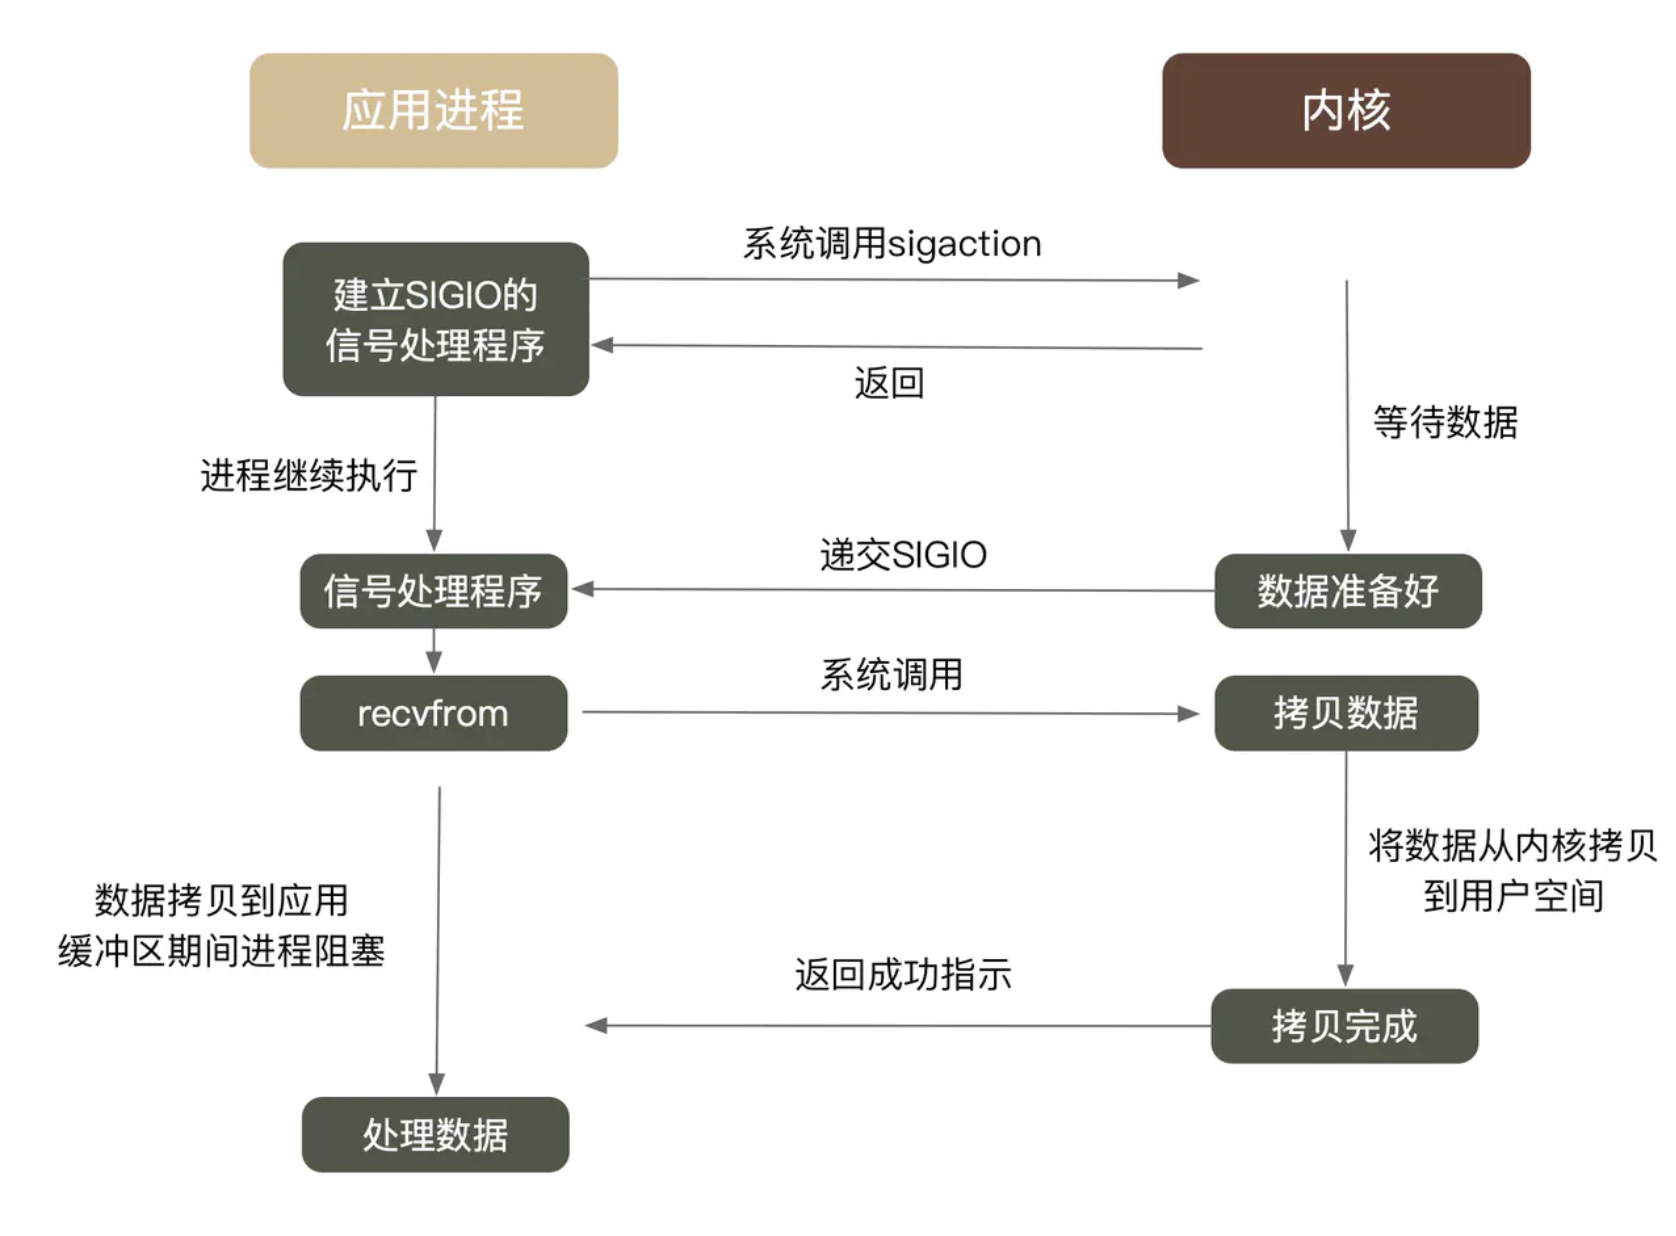 应用进程
内核
系统调用sigaction
建立SIGIO的
信号处理程序
返回
等待数据
进程继续执行
递交SIGIO
信号处理程序
数据准备好
系统调用
recvfrom
拷贝数据
将数据从内核拷贝
到用户空间
数据拷贝到应用
缓冲区期间进程阻塞
返回成功指示
拷贝完成
处理数据